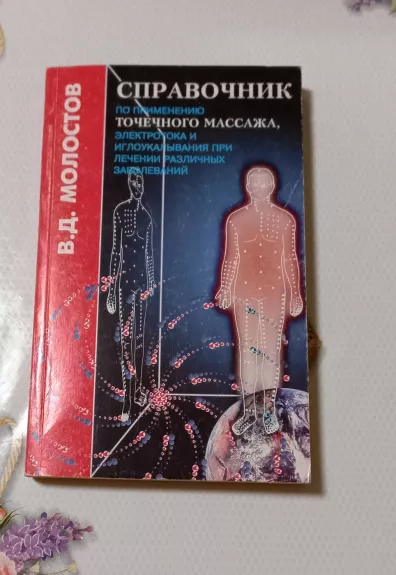 В.Д. МОЛОСТОВ
СПРАВОЧНИК
ПО ПРИМЕНЕНИЮ
ТОЧЕЧНОГО МАССАЖА,
ЭЛЕКТРОТОКА И
ИГЛОУКАЛЫВАНИЯ ПРИ
ЛЕЧЕНИИ РАЗЛИЧНЫХ
ЗАБОЛЕВАНИЙ